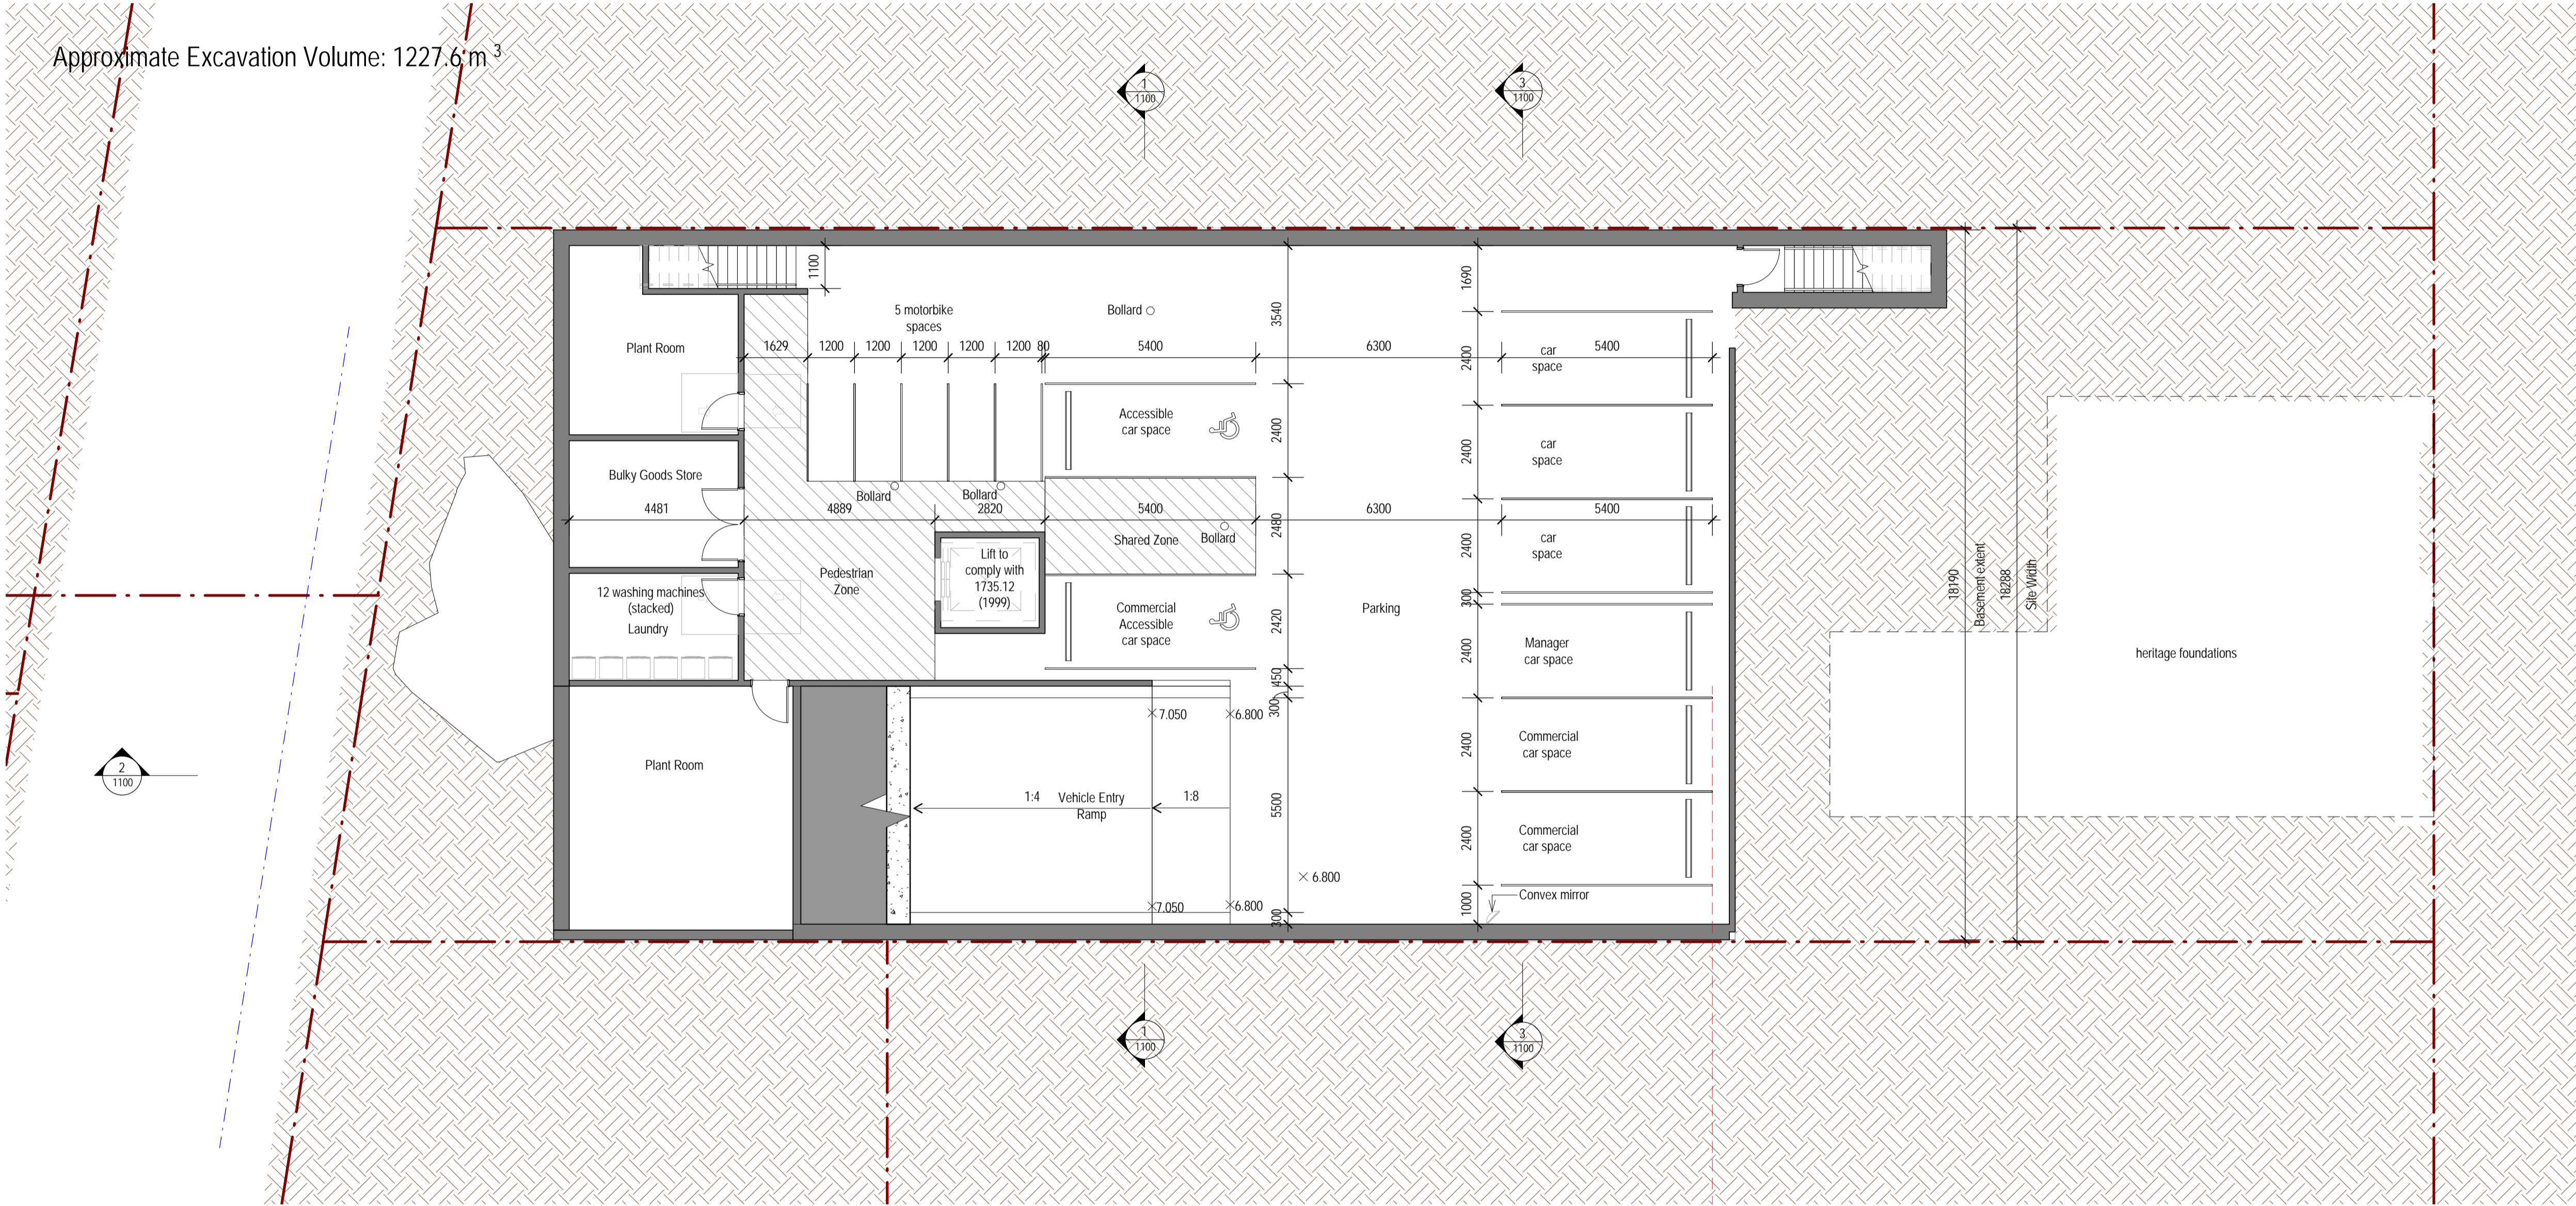 Approximate Excavation Volume: 1227.6 m 3
1
1100
3
1100
1100
5 motorbike
spaces
Bollard
3540
1690
Plant Room
1629
1200
1200
1200
1200
1200
80
5400
6300
5400
2400
car
space
Accessible
car space
2400
2400
car
space
Bulky Goods Store
Bollard
Bollard
4481
4889
2820
5400
6300
5400
2480
Shared Zone
Bollard
2400
car
space
Lift to
comply with
1735.12
(1999)
Pedestrian
Zone
12 washing machines
(stacked)
Laundry
Commercial
Accessible
car space
2420
Parking
300
18190
Basement extent
18288
Site Width
2400
Manager
car space
heritage foundations
450
300
7.050
6.800
2400
Commercial
car space
Plant Room
2
1100
1:4
Vehicle Entry
Ramp
1:8
5500
2400
Commercial
car space
6.800
7.050
6.800
300
1000
Convex mirror
1
1100
3
1100